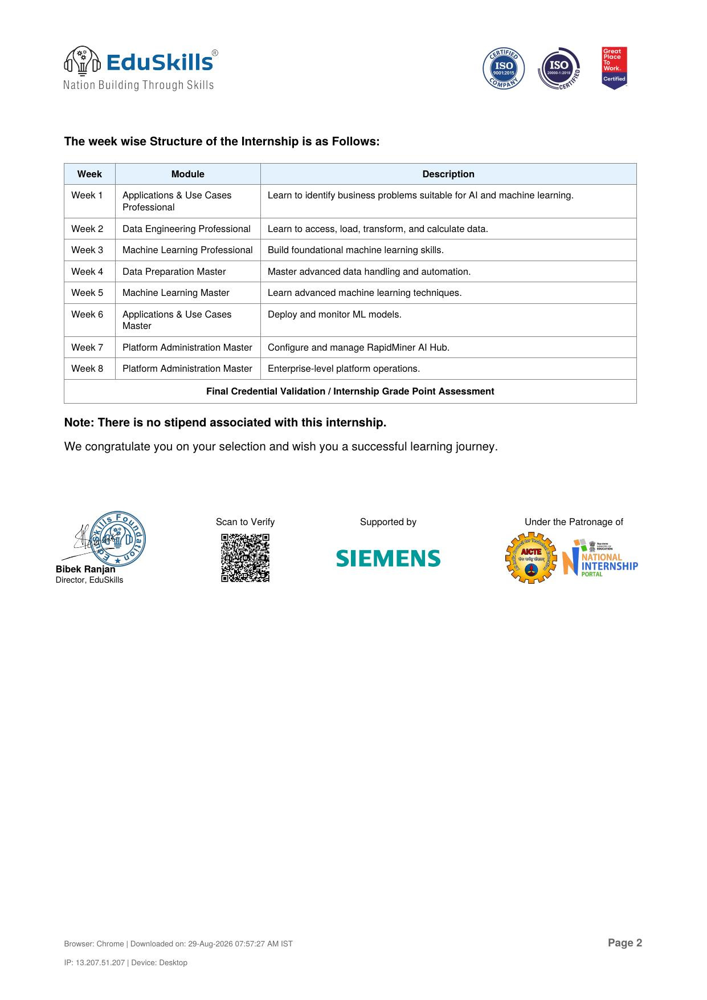 EduSkills®
Nation Building Through Skills
CERTIFIED
ISO
9001:2015
COMPANY
ISO
20000-1:2018
CERTIFIED
Great
Place
To
Work.
Certified
The week wise Structure of the Internship is as Follows:
Week Module Description
Week 1 Applications & Use Cases Learn to identify business problems suitable for AI and machine learning.
Professional
Week 2 Data Engineering Professional Learn to access, load, transform, and calculate data.
Week 3 Machine Learning Professional Build foundational machine learning skills.
Week 4 Data Preparation Master Master advanced data handling and automation.
Week 5 Machine Learning Master Learn advanced machine learning techniques.
Week 6 Applications & Use Cases Deploy and monitor ML models.
Master
Week 7 Platform Administration Master Configure and manage RapidMiner AI Hub.
Week 8 Platform Administration Master Enterprise-level platform operations.
Final Credential Validation / Internship Grade Point Assessment
Note: There is no stipend associated with this internship.
We congratulate you on your selection and wish you a successful learning journey.
EduSkills Foundation
Bibek Ranjan
Director, EduSkills
Scan to Verify
Supported by
SIEMENS
Under the Patronage of
All India Council for Technical Education
AICTE
MINISTRY OF
EDUCATION
NATIONAL
INTERNSHIP
PORTAL
Browser: Chrome | Downloaded on: 29-Aug-2026 07:57:27 AM IST
Page 2
IP: 13.207.51.207 | Device: Desktop